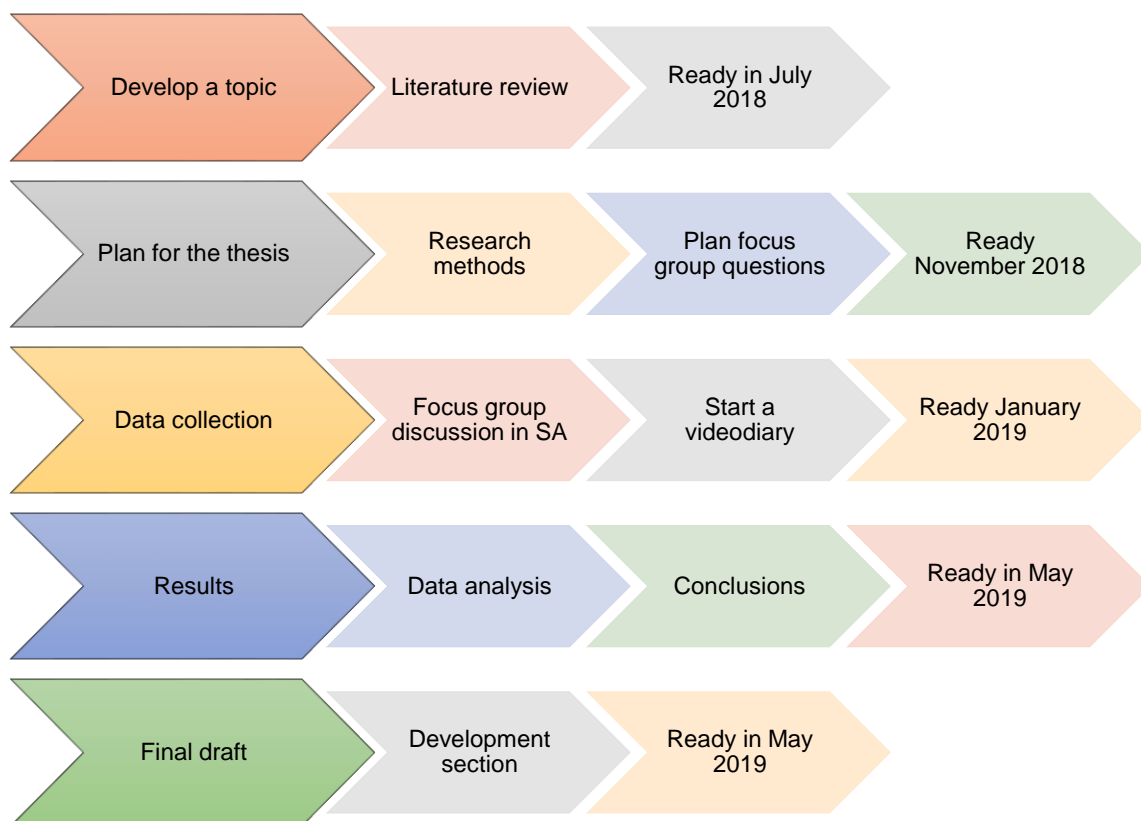 Develop a topic
Literature review
Ready in July
2018
Plan for the thesis
Research
methods
Plan focus
group questions
Ready
November 2018
Data collection
Focus group
discussion in SA
Start a
videodiary
Ready January
2019
Results
Data analysis
Conclusions
Ready in May
2019
Final draft
Development
section
Ready in May
2019